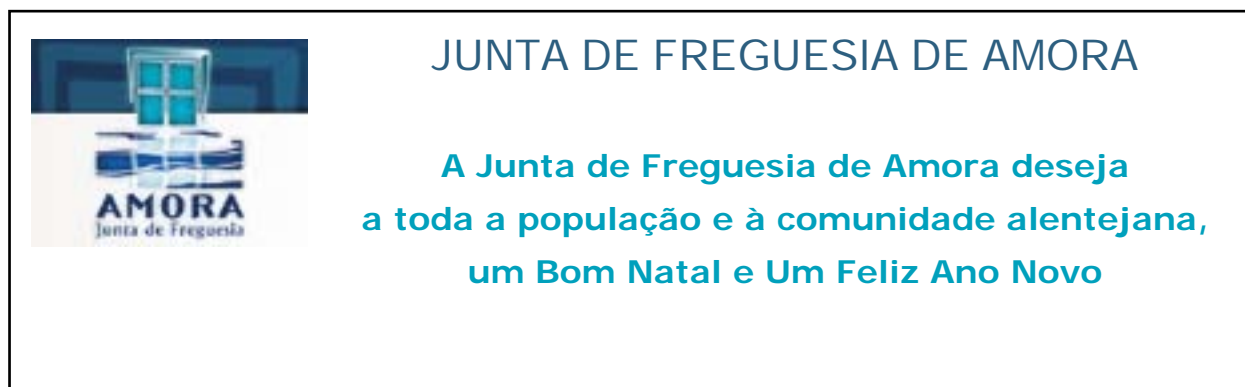 JUNTA DE FREGUESIA DE AMORA
AMORA
Junta de Freguesia
A Junta de Freguesia de Amora deseja
a toda a população e à comunidade alentejana,
um Bom Natal e Um Feliz Ano Novo